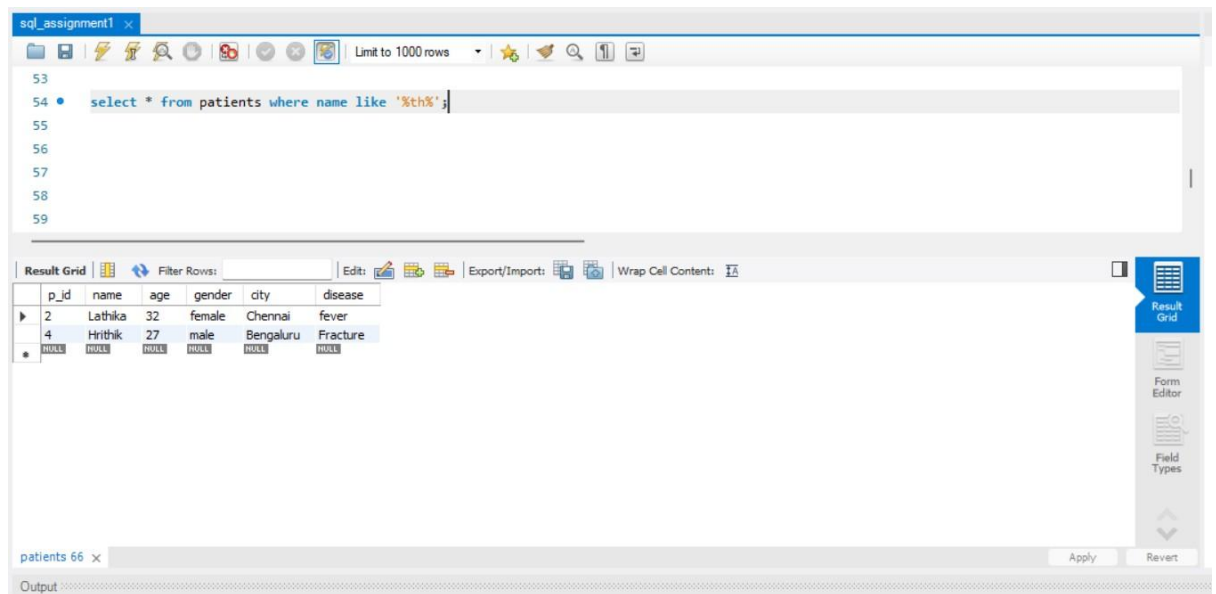 sql_assignment1
Limit to 1000 rows
53
54 select * from patients where name like '%th%';
55
56
57
58
59
Result Grid Filter Rows: Edit: Export/Import: Wrap Cell Content:
p_id name age gender city disease
2 Lathika 32 female Chennai fever
4 Hrithik 27 male Bengaluru Fracture
NULL NULL NULL NULL NULL NULL
Result
Grid
Form
Editor
Field
Types
patients 66 Apply Revert
Output